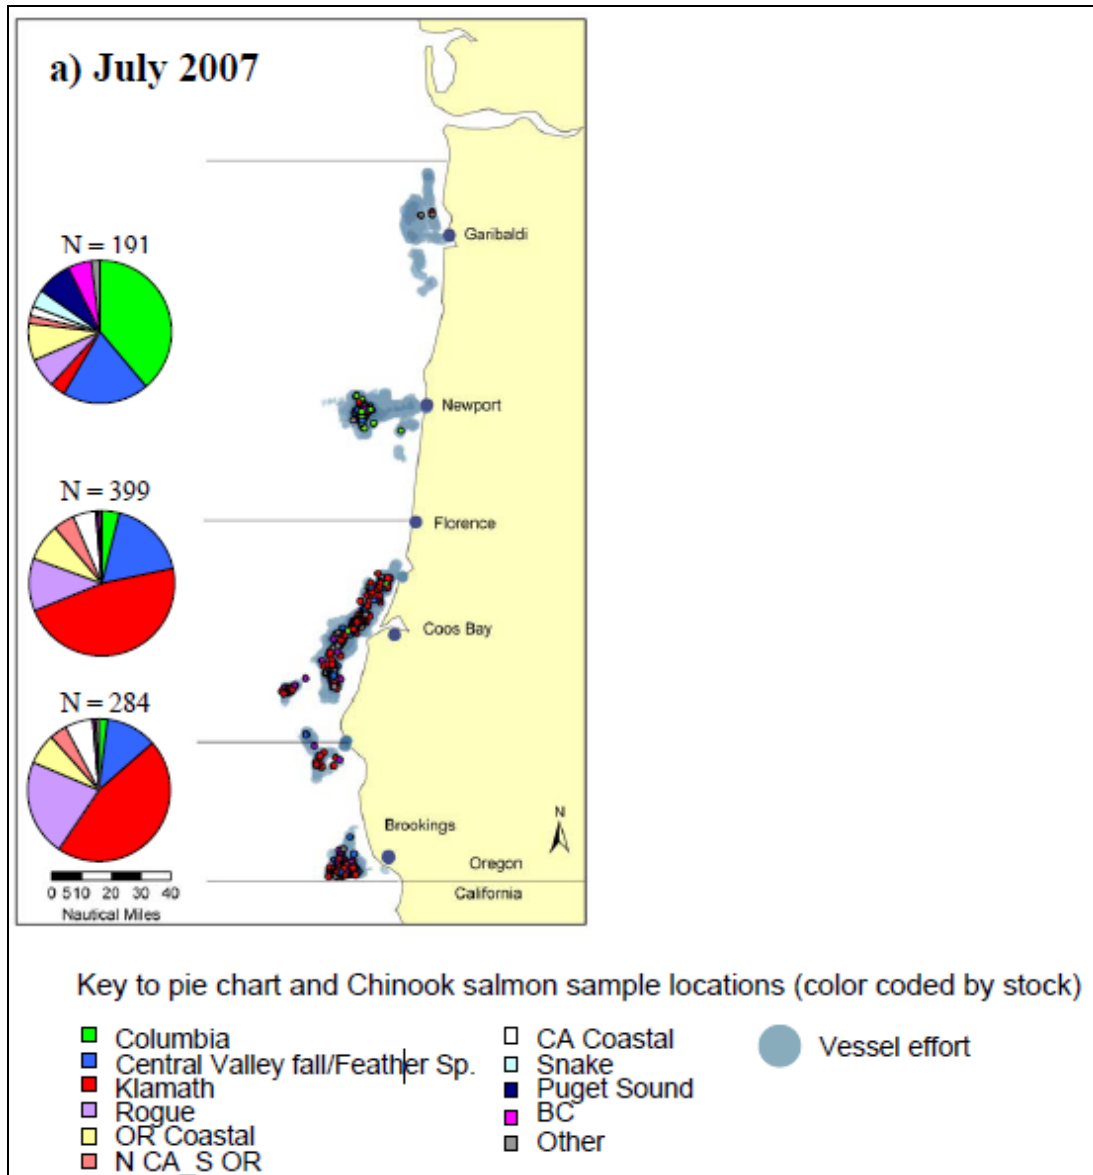 a) July 2007
N = 191
Garibaldi
Newport
N = 399
Florence
Coos Bay
N = 284
Brookings
N
Oregon
California
0 510 20 30 40
Nautical Miles
Key to pie chart and Chinook salmon sample locations (color coded by stock)
Columbia
Central Valley fall/Feather Sp.
Klamath
Rogue
OR Coastal
N CA_S OR
CA Coastal
Snake
Puget Sound
BC
Other
Vessel effort